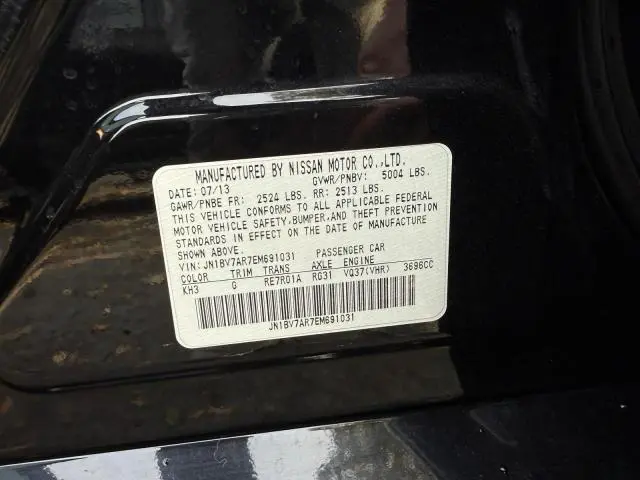 MANUFACTURED BY NISSAN MOTOR CO.,LTD.
DATE: 07/13 GVWR/PNBV: 5004 LBS.
GAWR/PNBE FR: 2524 LBS. RR: 2513 LBS.
THIS VEHICLE CONFORMS TO ALL APPLICABLE FEDERAL
MOTOR VEHICLE SAFETY, BUMPER, AND THEFT PREVENTION
STANDARDS IN EFFECT ON THE DATE OF MANUFACTURE
SHOWN ABOVE.
VIN: JN1BV7AR7EM691031 PASSENGER CAR
COLOR TRIM TRANS AXLE ENGINE
KH3 G RE7R01A RG31 VQ37(VHR) 3696CC
JN1BV7AR7EM691031